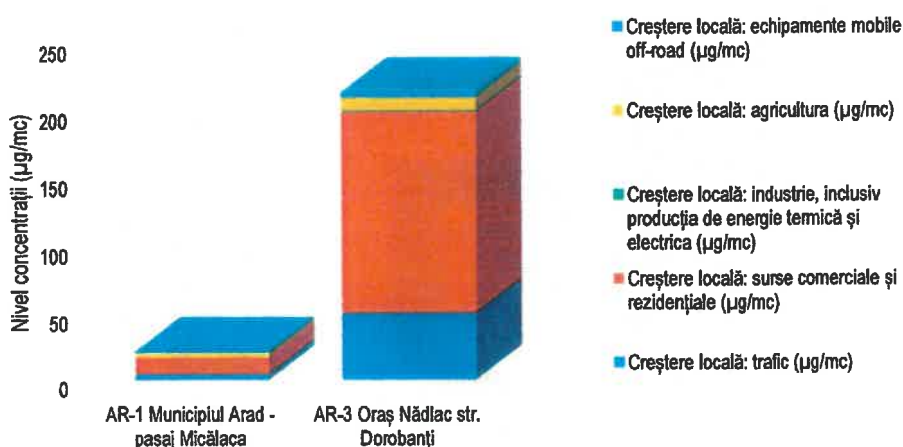 Nivel concentrații (µg/mc)
250
200
150
100
50
0
AR-1 Municipiul Arad -
pasaj Micălaca
AR-3 Oraș Nădlac str.
Dorobanți
Creștere locală: echipamente mobile
off-road (µg/mc)
Creștere locală: agricultura (µg/mc)
Creștere locală: industrie, inclusiv
producția de energie termică și
electrica (µg/mc)
Creștere locală: surse comerciale și
rezidențiale (µg/mc)
Creștere locală: trafic (µg/mc)